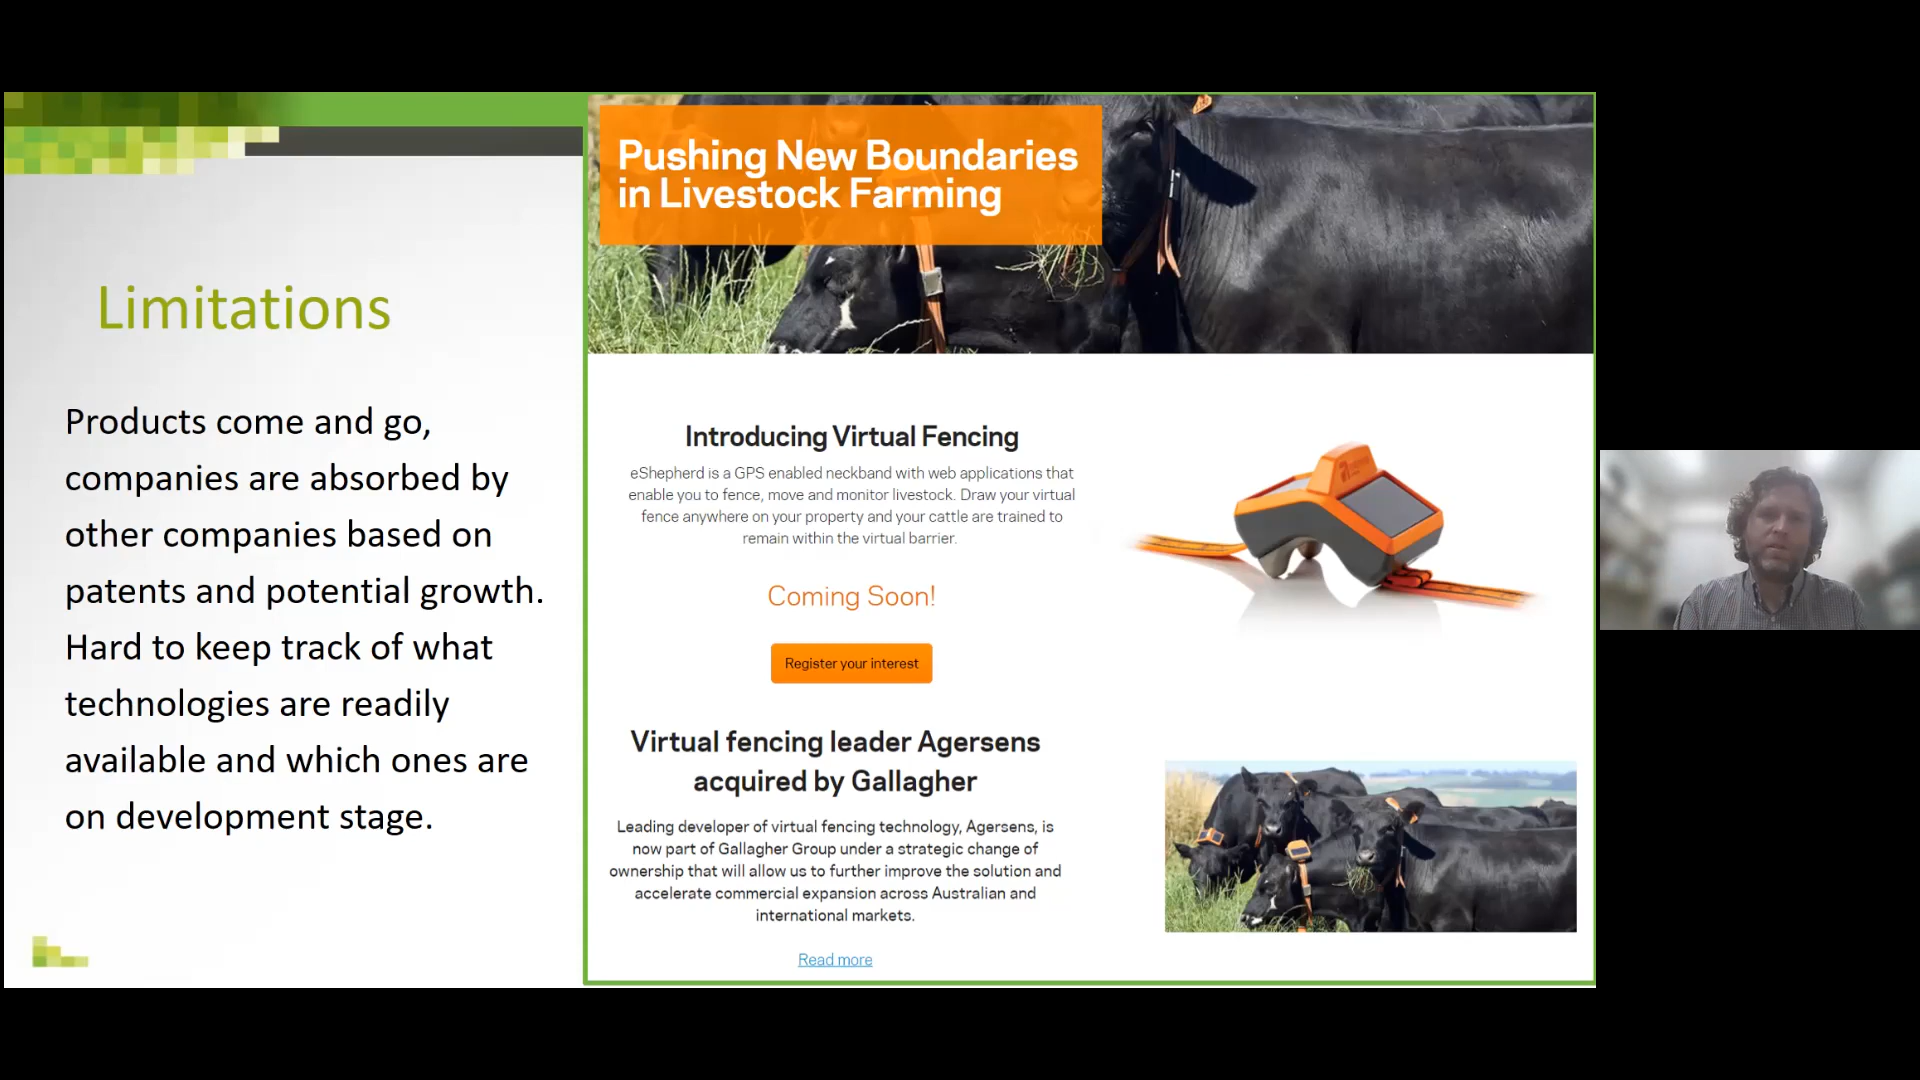 Limitations
Products come and go,
companies are absorbed by
other companies based on
patents and potential growth.
Hard to keep track of what
technologies are readily
available and which ones are
on development stage.
Pushing New Boundaries
in Livestock Farming
Introducing Virtual Fencing
eShepherd is a GPS enabled neckband with web applications that
enable you to fence, move and monitor livestock. Draw your virtual
fence anywhere on your property and your cattle are trained to
remain within the virtual barrier.
Coming Soon!
Register your interest
Virtual fencing leader Agersens
acquired by Gallagher
Leading developer of virtual fencing technology, Agersens, is
now part of Gallagher Group under a strategic change of
ownership that will allow us to further improve the solution and
accelerate commercial expansion across Australian and
international markets.
Read more